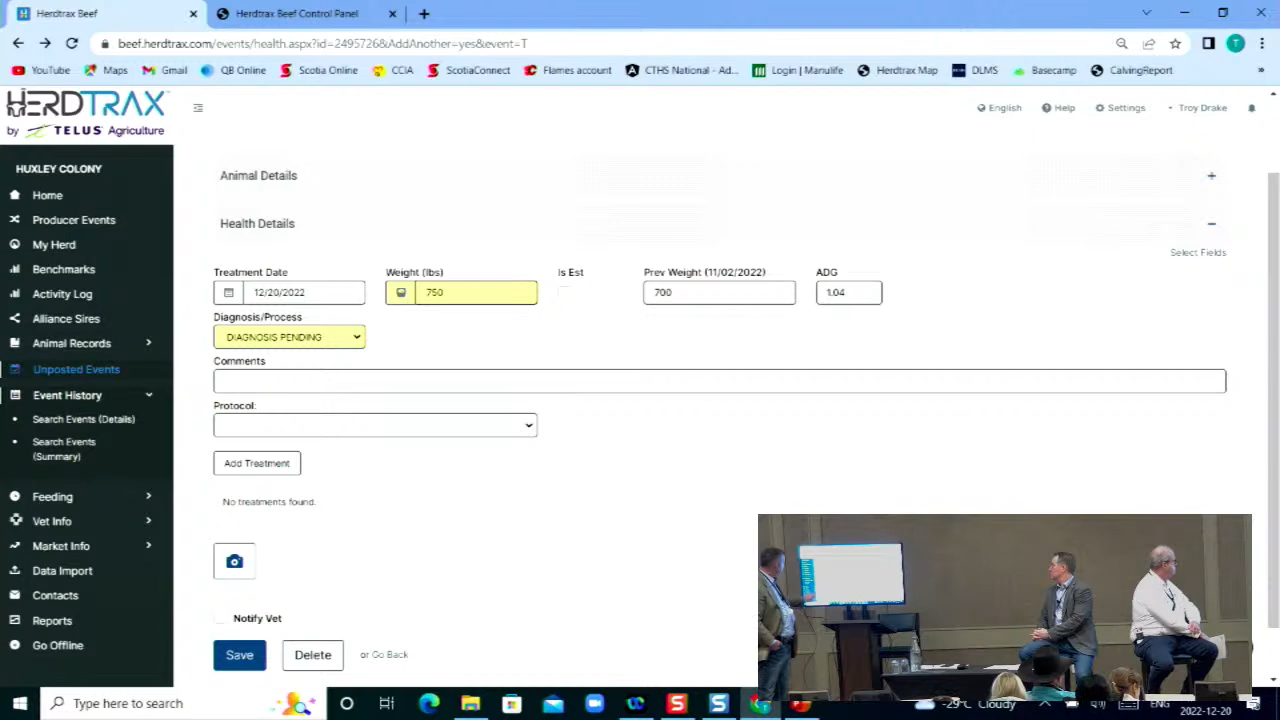 Herdtrax Beef
Herdtrax Beef Control Panel
beef.herdtrax.com/events/health.aspx?id=2495726&AddAnother=yes&event=T
T
YouTube
Maps
Gmail
QB Online
Scotia Online
CCIA
ScotiaConnect
Flames account
CTHS National - Ad...
Login | Manulife
Herdtrax Map
DLMS
Basecamp
CalvingReport
»
HERDTRAX
by TELUS Agriculture
English
Help
Settings
Troy Drake
HUXLEY COLONY
Home
Producer Events
My Herd
Benchmarks
Activity Log
Alliance Sires
Animal Records
Unposted Events
Event History
Search Events (Details)
Search Events
(Summary)
Feeding
Vet Info
Market Info
Data Import
Contacts
Reports
Go Offline
Animal Details
Health Details
Select Fields
Treatment Date
Weight (lbs)
Is Est
Prev Weight (11/02/2022)
ADG
12/20/2022
750
700
1.04
Diagnosis/Process
DIAGNOSIS PENDING
Comments
Protocol:
Add Treatment
No treatments found.
Notify Vet
Save
Delete
or Go Back
Type here to search
-29°C Cloudy
ENG
2022-12-20